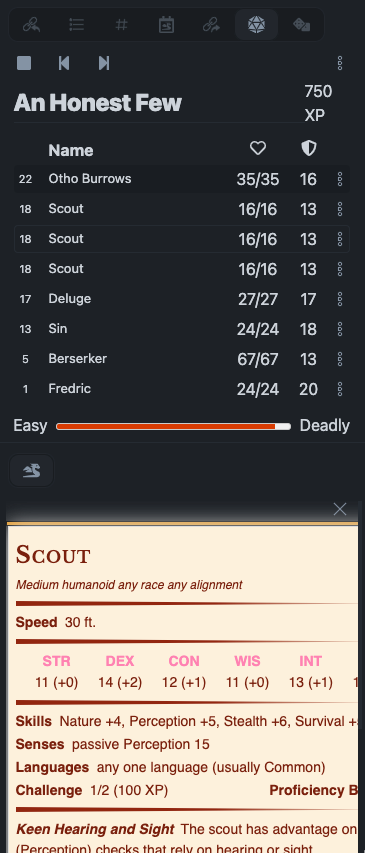 An Honest Few 750
XP
Name
22 Otho Burrows 35/35 16
18 Scout 16/16 13
18 Scout 16/16 13
18 Scout 16/16 13
17 Deluge 27/27 17
13 Sin 24/24 18
5 Berserker 67/67 13
1 Fredric 24/24 20
Easy Deadly
Scout
Medium humanoid any race any alignment
Speed 30 ft.
STR DEX CON WIS INT
11 (+0) 14 (+2) 12 (+1) 11 (+0) 13 (+1) 1
Skills Nature +4, Perception +5, Stealth +6, Survival +
Senses passive Perception 15
Languages any one language (usually Common)
Challenge 1/2 (100 XP) Proficiency B
Keen Hearing and Sight The scout has advantage on
(Perception) checks that rely on hearing or sight.